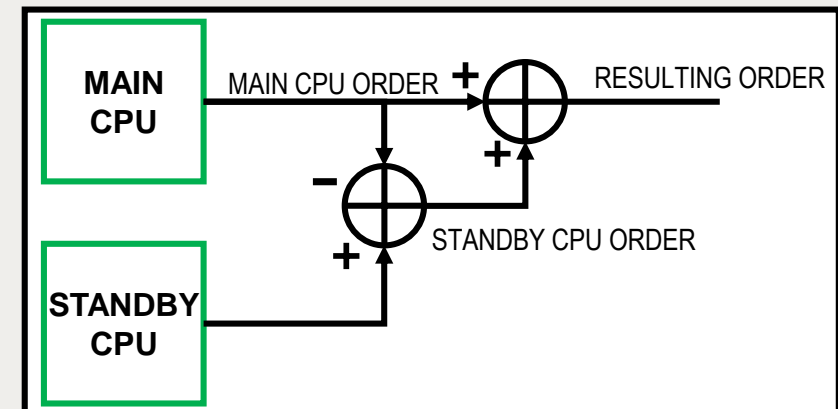 MAIN
CPU
MAIN CPU ORDER
+
RESULTING ORDER
+
-
STANDBY CPU ORDER
+
STANDBY
CPU